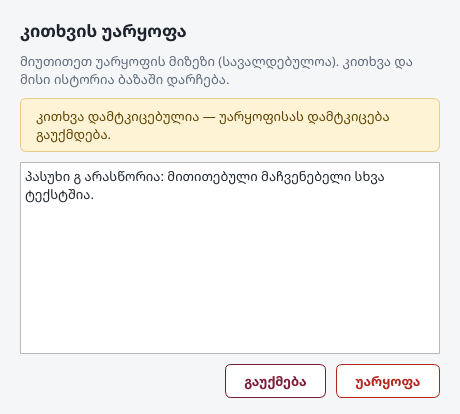 კითხვის უარყოფა
მიუთითეთ უარყოფის მიზეზი (სავალდებულოა). კითხვა და
მისი ისტორია ბაზაში დარჩება.
კითხვა დამტკიცებულია — უარყოფისას დამტკიცება
გაუქმდება.
პასუხი გ არასწორია: მითითებული მაჩვენებელი სხვა
ტექსტშია.
გაუქმება
უარყოფა